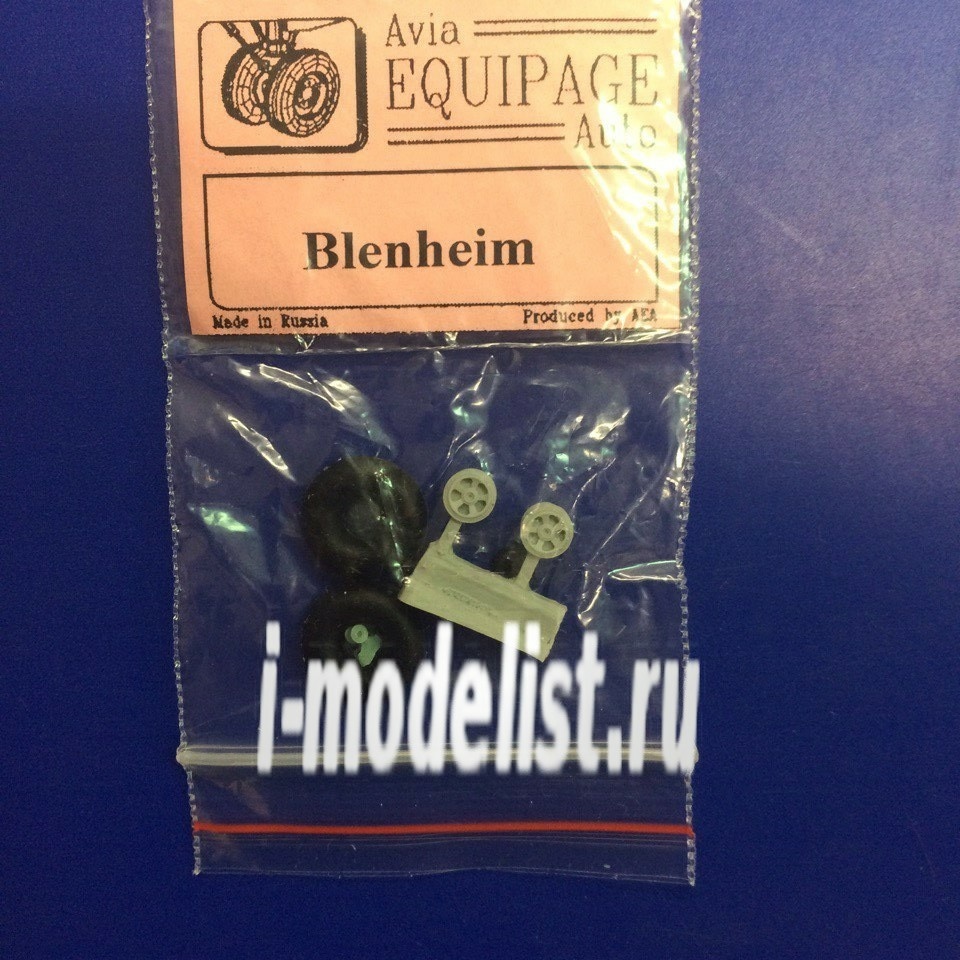 Avia
EQUIPAGE
Auto
Blenheim
Made in Russia
Produced by AEA
i-modelist.ru